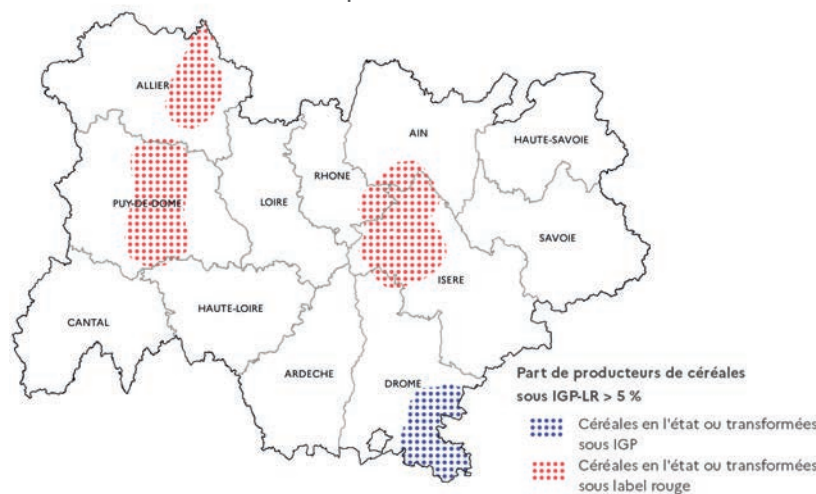 ALLIER
AIN
HAUTE-SAVOIE
RHONE
PUY-DE-DOME
LOIRE
SAVOIE
ISERE
HAUTE-LOIRE
CANTAL
ARDECHE
DROME
Part de producteurs de céréales
sous IGP-LR > 5 %
Céréales en l'état ou transformées
sous IGP
Céréales en l'état ou transformées
sous label rouge